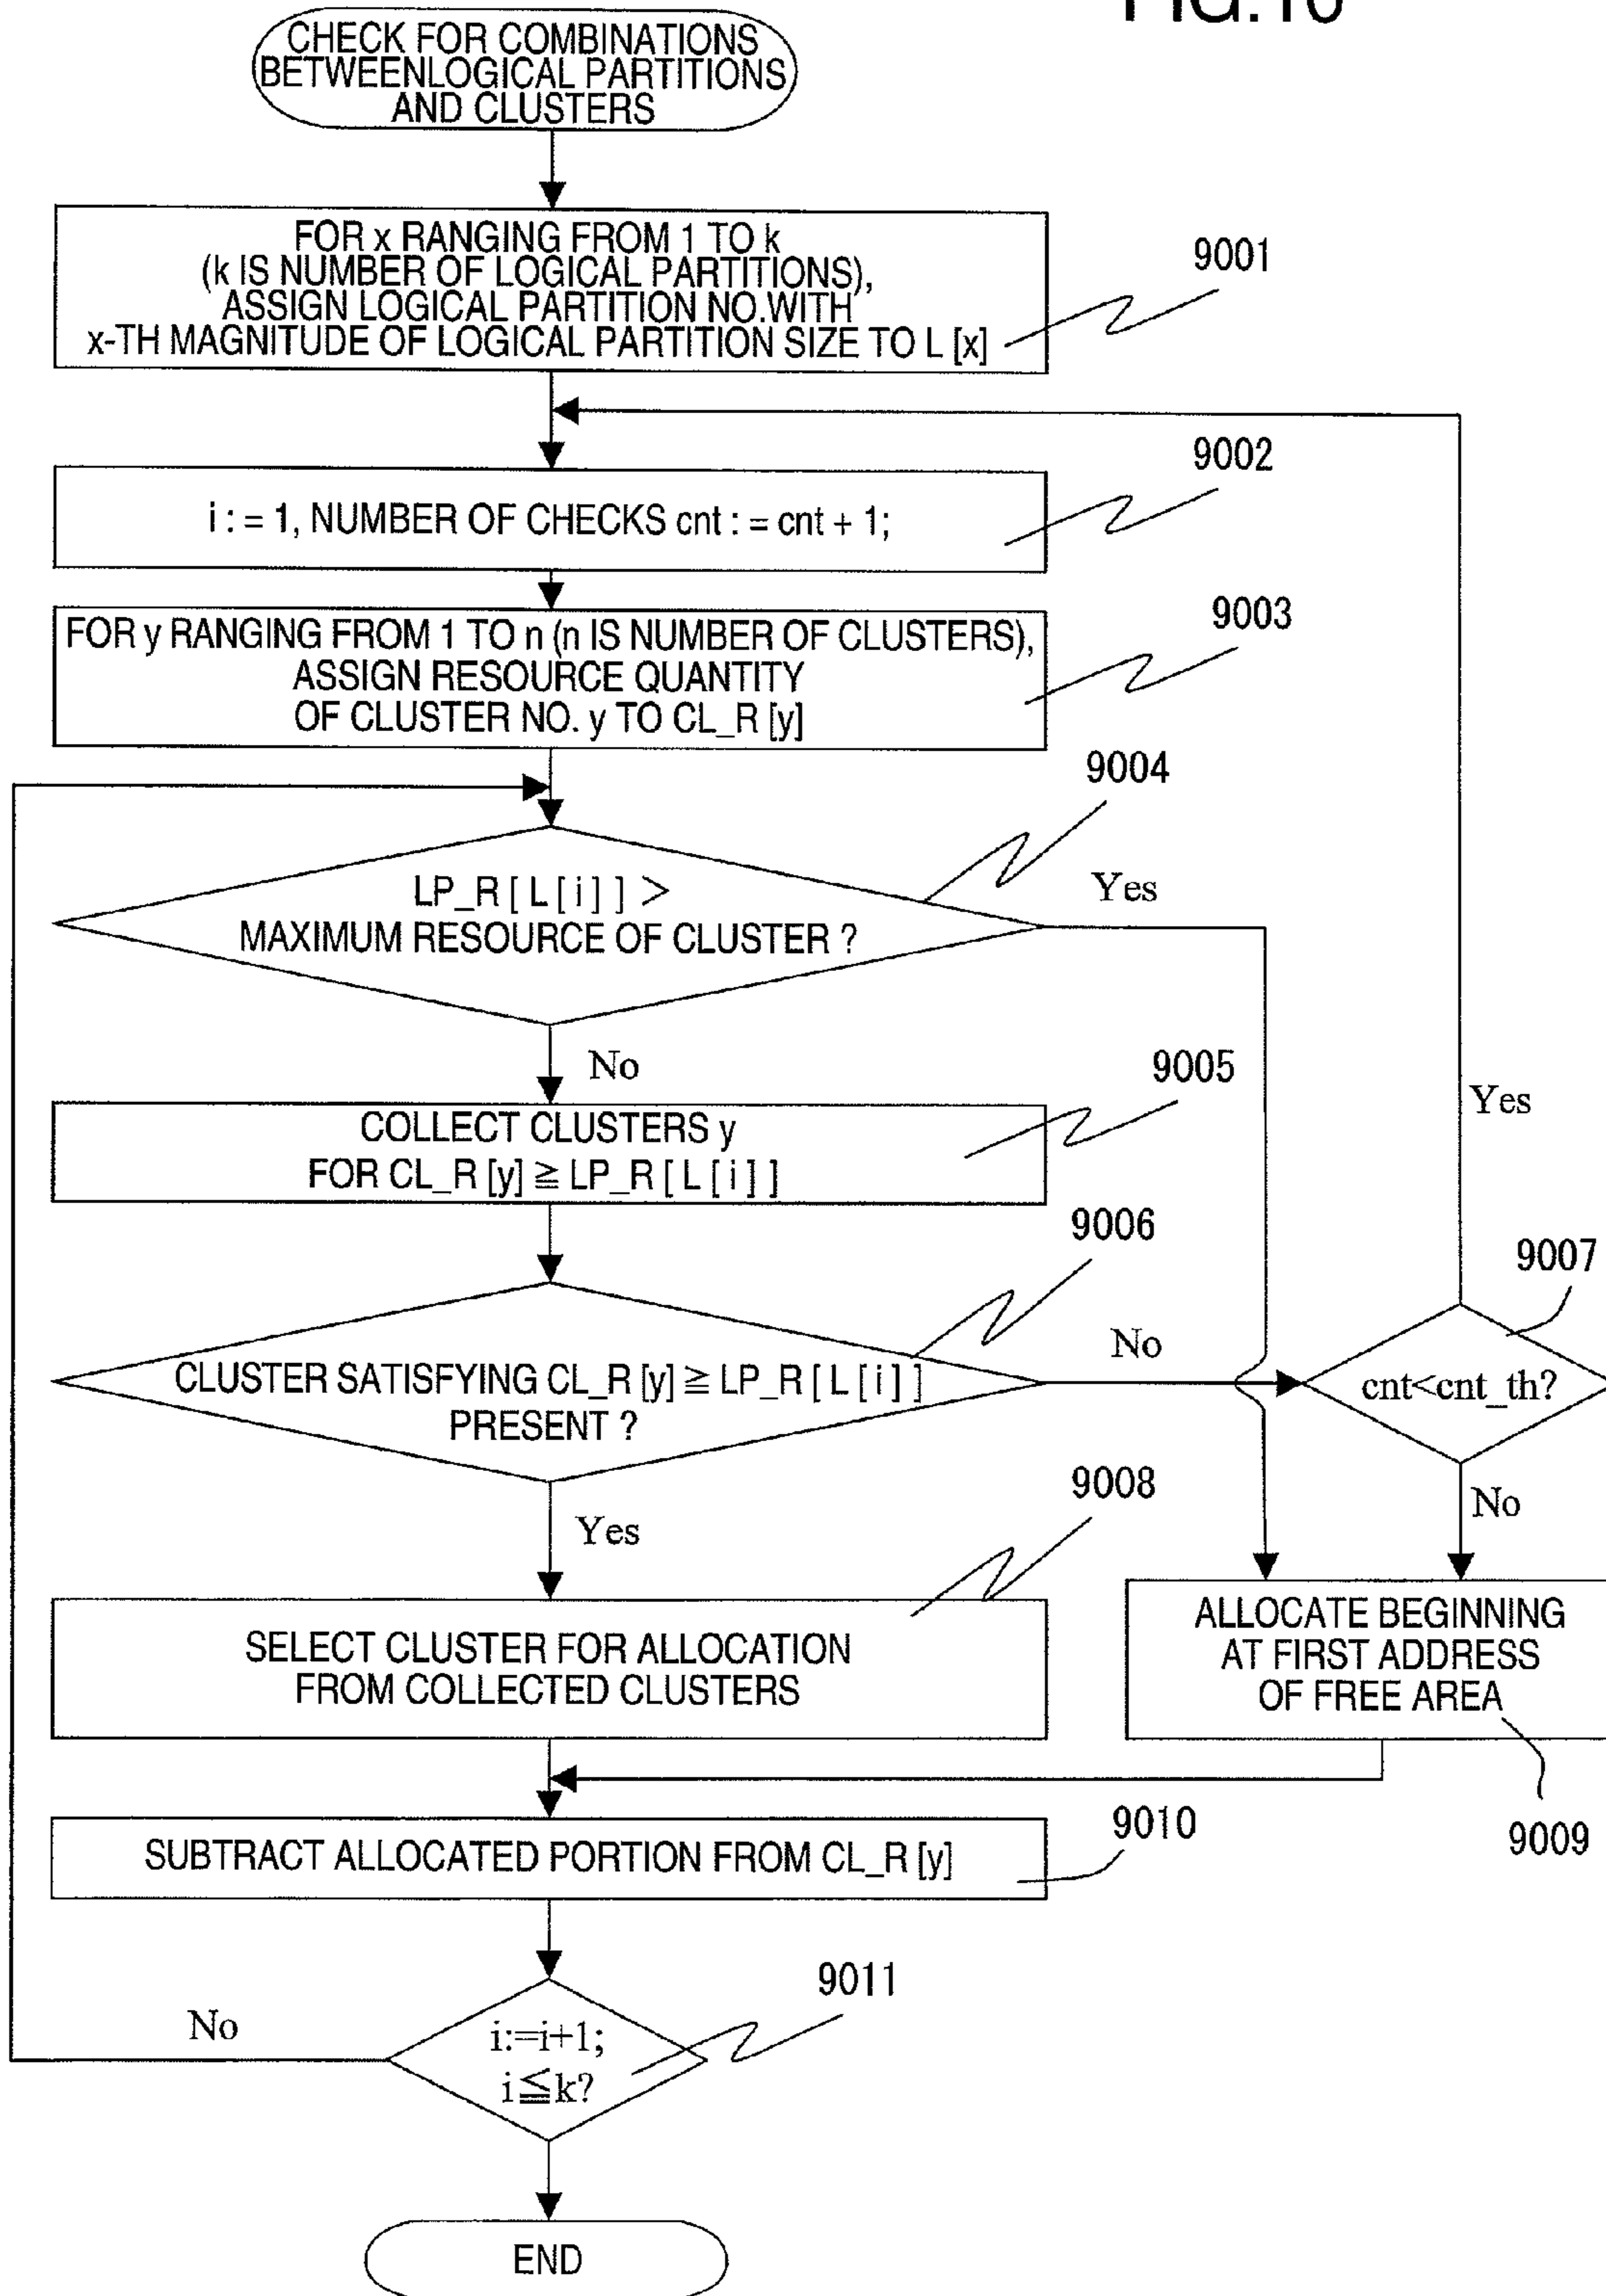 FIG.10
CHECK FOR COMBINATIONS
BETWEENLOGICAL PARTITIONS
AND CLUSTERS
FOR x RANGING FROM 1 TO k
(k IS NUMBER OF LOGICAL PARTITIONS),
ASSIGN LOGICAL PARTITION NO.WITH
x-TH MAGNITUDE OF LOGICAL PARTITION SIZE TO L [x]
9001
i : = 1, NUMBER OF CHECKS cnt : = cnt + 1;
9002
FOR y RANGING FROM 1 TO n (n IS NUMBER OF CLUSTERS),
ASSIGN RESOURCE QUANTITY
OF CLUSTER NO. y TO CL_R [y]
9003
9004
LP_R [ L [ i ] ] >
MAXIMUM RESOURCE OF CLUSTER ?
Yes
No
9005
COLLECT CLUSTERS y
FOR CL_R [y] ≧ LP_R [ L [ i ] ]
Yes
9006
CLUSTER SATISFYING CL_R [y] ≧ LP_R [ L [ i ] ]
PRESENT ?
No
9007
cnt<cnt_th?
Yes
No
9008
SELECT CLUSTER FOR ALLOCATION
FROM COLLECTED CLUSTERS
ALLOCATE BEGINNING
AT FIRST ADDRESS
OF FREE AREA
9009
SUBTRACT ALLOCATED PORTION FROM CL_R [y]
9010
9011
i:=i+1;
i≦k?
No
END